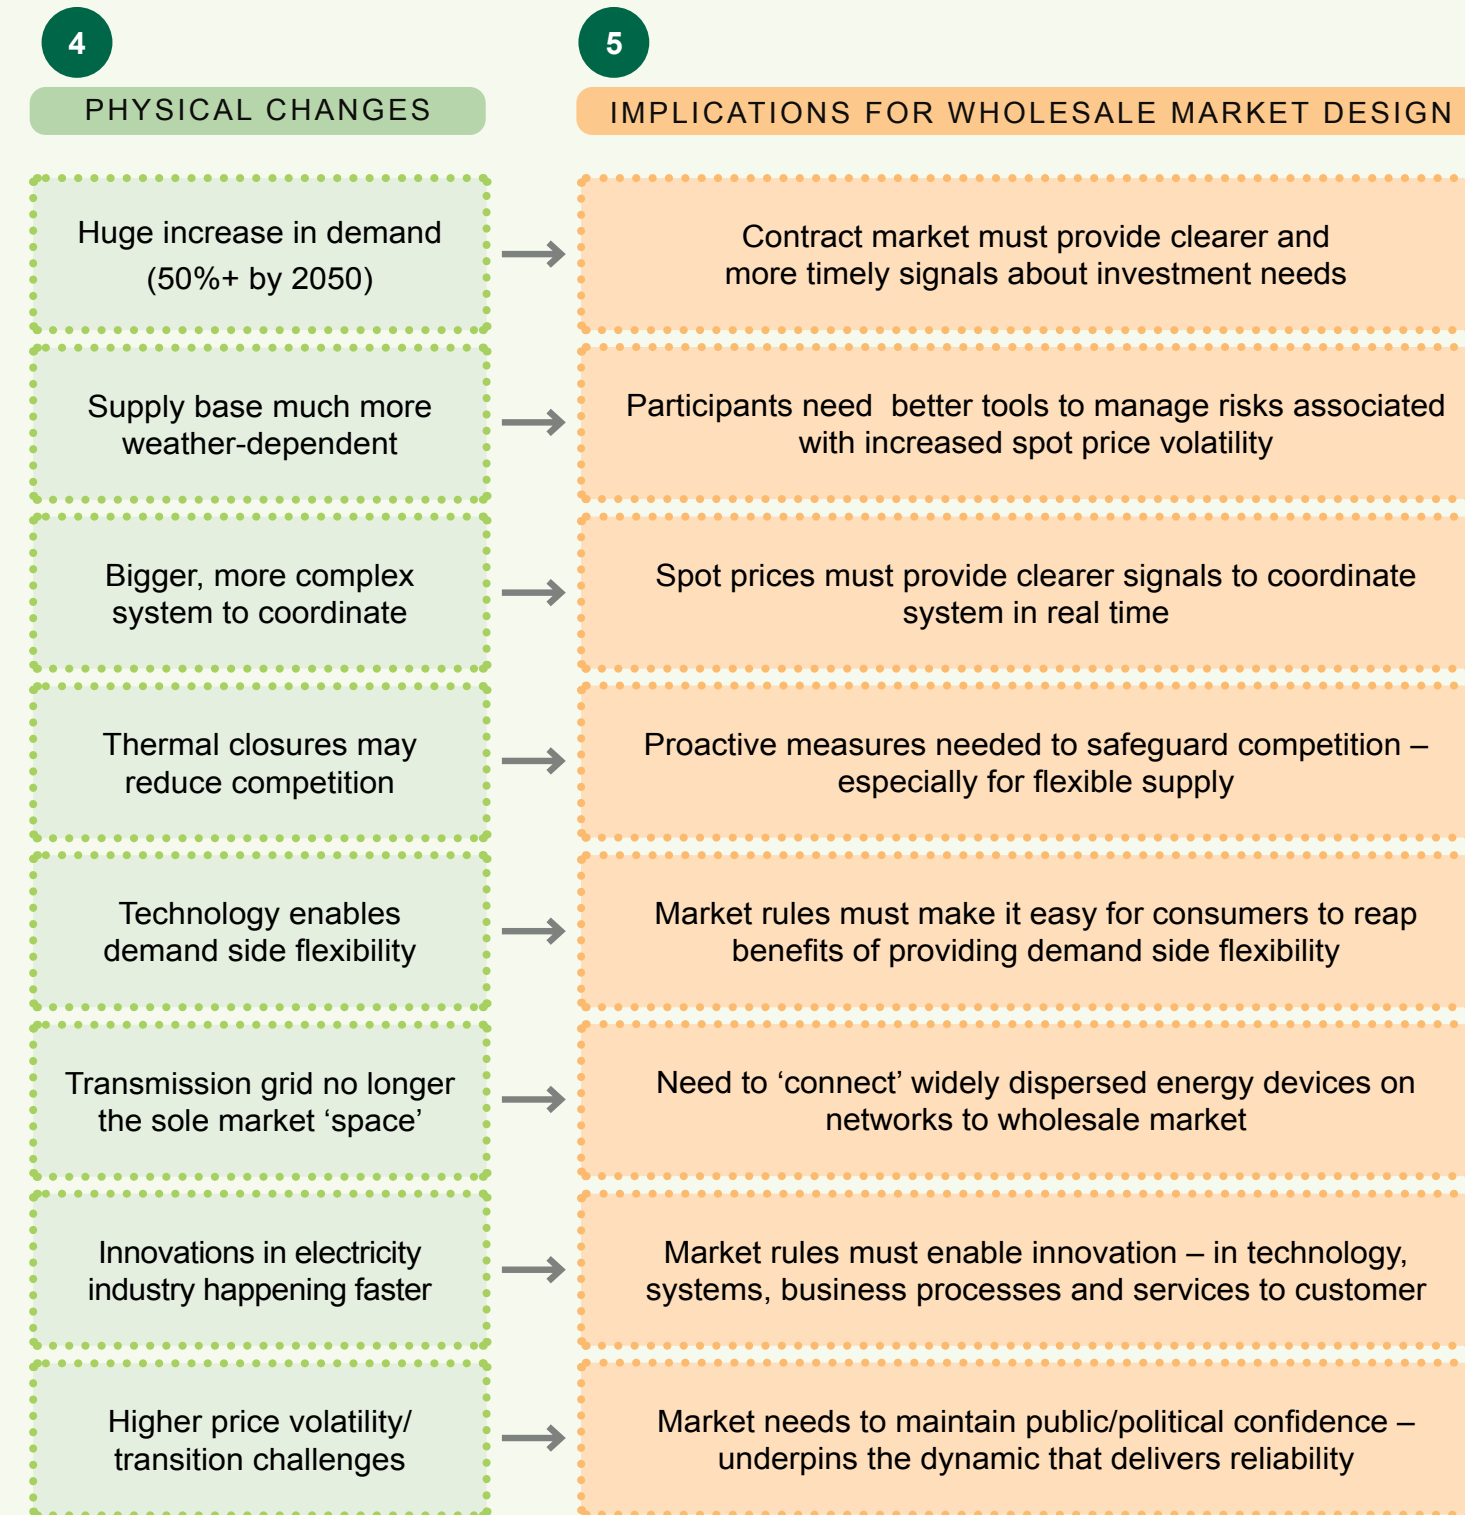 4
PHYSICAL CHANGES
5
IMPLICATIONS FOR WHOLESALE MARKET DESIGN
Huge increase in demand
(50%+ by 2050)
Contract market must provide clearer and
more timely signals about investment needs
Supply base much more
weather-dependent
Participants need  better tools to manage risks associated
with increased spot price volatility
Bigger, more complex
system to coordinate
Spot prices must provide clearer signals to coordinate
system in real time
Thermal closures may
reduce competition
Proactive measures needed to safeguard competition –
especially for flexible supply
Technology enables
demand side flexibility
Market rules must make it easy for consumers to reap
benefits of providing demand side flexibility
Transmission grid no longer
the sole market ‘space’
Need to ‘connect’ widely dispersed energy devices on
networks to wholesale market
Innovations in electricity
industry happening faster
Market rules must enable innovation – in technology,
systems, business processes and services to customer
Higher price volatility/
transition challenges
Market needs to maintain public/political confidence –
underpins the dynamic that delivers reliability